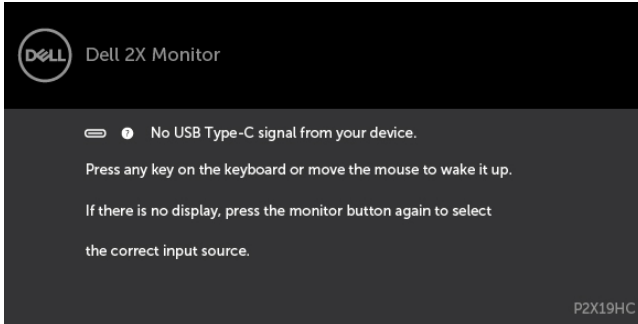 DELL
Dell 2X Monitor
? No USB Type-C signal from your device.
Press any key on the keyboard or move the mouse to wake it up.
If there is no display, press the monitor button again to select
the correct input source.
P2X19HC